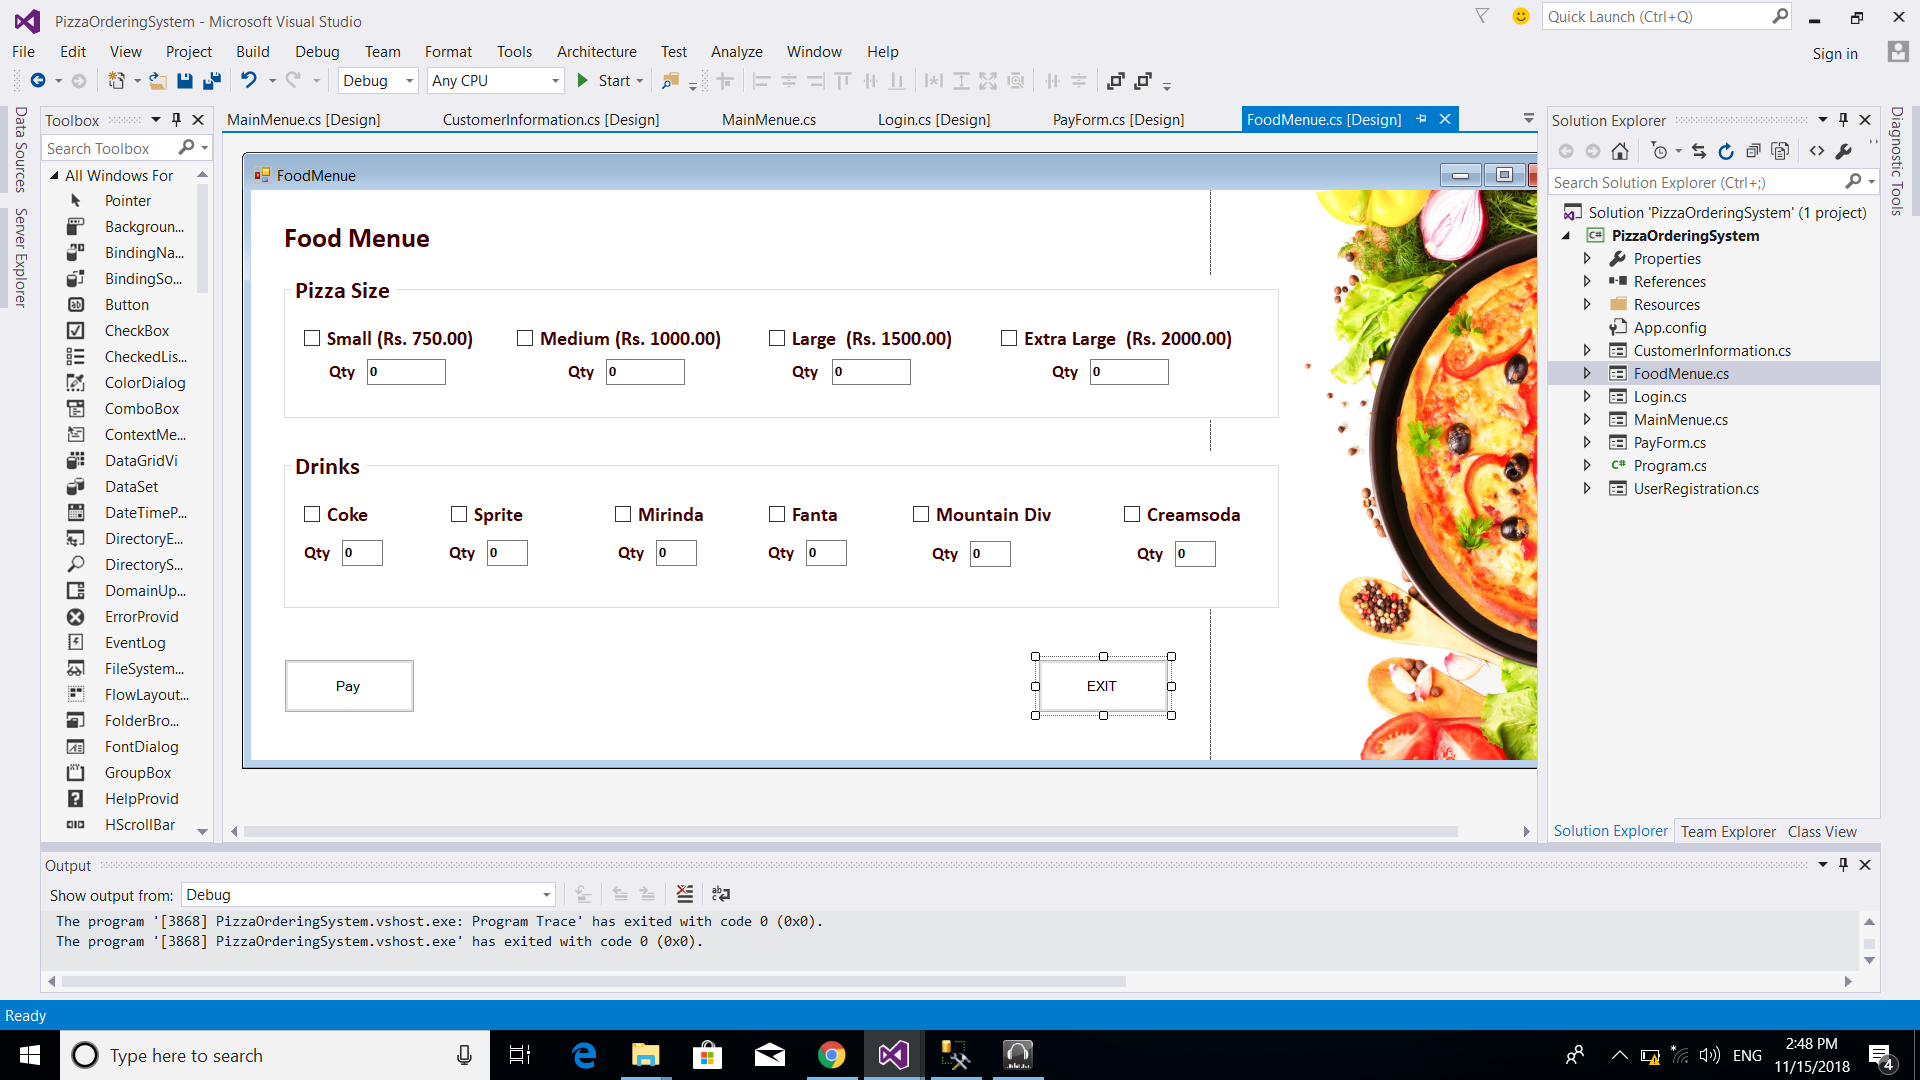 PizzaOrderingSystem - Microsoft Visual Studio
Quick Launch (Ctrl+Q)
File Edit View Project Build Debug Team Format Tools Architecture Test Analyze Window Help
Sign in
Debug Any CPU Start
Data Sources
Server Explorer
Toolbox
Search Toolbox
All Windows For
Pointer
Backgroun...
BindingNa...
BindingSo...
Button
CheckBox
CheckedLis...
ColorDialog
ComboBox
ContextMe...
DataGridVi
DataSet
DateTimeP...
DirectoryE...
DirectoryS...
DomainUp...
ErrorProvid
EventLog
FileSystem...
FlowLayout...
FolderBro...
FontDialog
GroupBox
HelpProvid
HScrollBar
MainMenue.cs [Design] CustomerInformation.cs [Design] MainMenue.cs Login.cs [Design] PayForm.cs [Design] FoodMenue.cs [Design]
FoodMenue
Food Menue
Pizza Size
Small (Rs. 750.00) Medium (Rs. 1000.00) Large (Rs. 1500.00) Extra Large (Rs. 2000.00)
Qty 0 Qty 0 Qty 0 Qty 0
Drinks
Coke Sprite Mirinda Fanta Mountain Div Creamsoda
Qty 0 Qty 0 Qty 0 Qty 0 Qty 0 Qty 0
Pay EXIT
Solution Explorer
Search Solution Explorer (Ctrl+;)
Solution 'PizzaOrderingSystem' (1 project)
C# PizzaOrderingSystem
Properties
References
Resources
App.config
CustomerInformation.cs
FoodMenue.cs
Login.cs
MainMenue.cs
PayForm.cs
C# Program.cs
UserRegistration.cs
Solution Explorer Team Explorer Class View
Diagnostic Tools
Output
Show output from: Debug
The program '[3868] PizzaOrderingSystem.vshost.exe: Program Trace' has exited with code 0 (0x0).
The program '[3868] PizzaOrderingSystem.vshost.exe' has exited with code 0 (0x0).
Ready
Type here to search
ENG
2:48 PM
11/15/2018
4